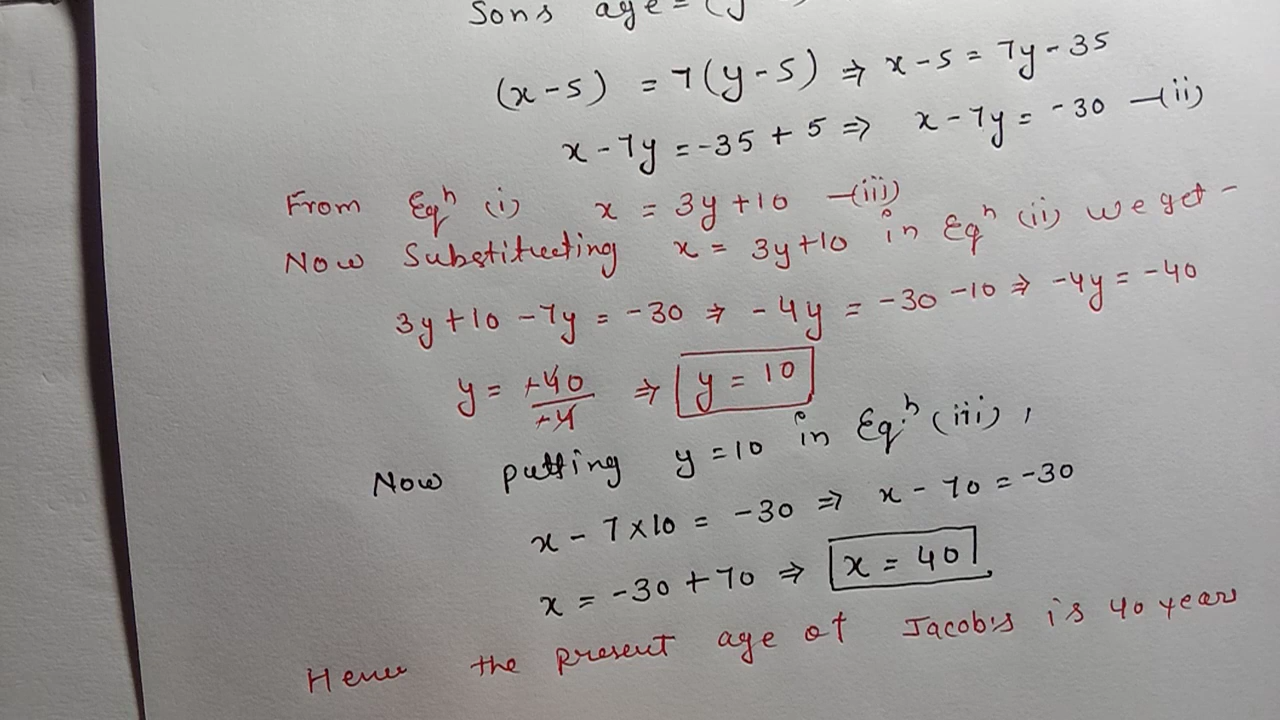 Sons age = (y
(x-5) = 7(y-5) ⇒ x-5 = 7y-35
x-7y = -35 + 5 ⇒ x-7y = -30 —(ii)
From Eqⁿ (i) x = 3y+10 —(iii)
Now Substituting x = 3y+10 in Eqⁿ (ii) we get -
3y+10 -7y = -30 ⇒ -4y = -30 -10 ⇒ -4y = -40
y = +40/+4 ⇒ y = 10
Now putting y = 10 in Eq.ⁿ (iii),
x - 7×10 = -30 ⇒ x - 70 = -30
x = -30 + 70 ⇒ x = 40
Hence the present age of Jacob's is 40 years